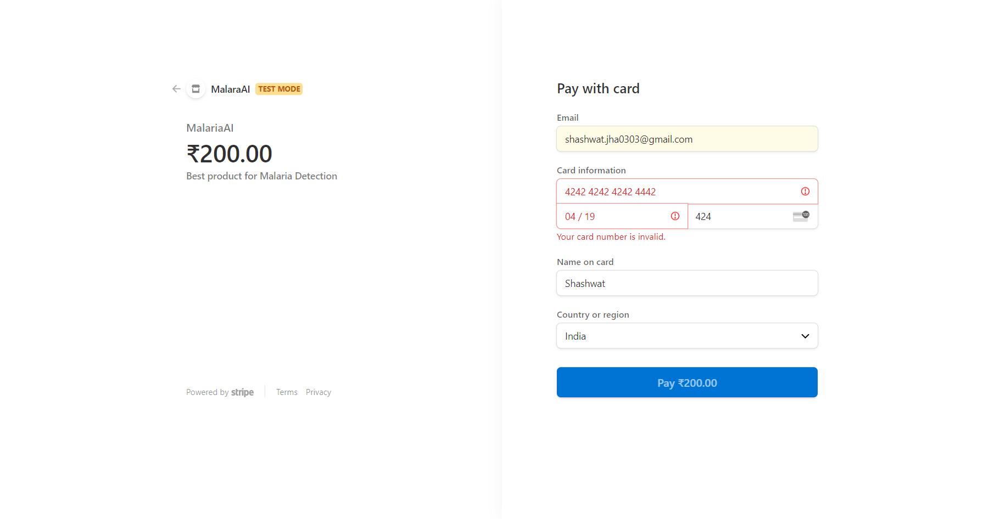 MalaraAI TEST MODE
MalariaAI
₹200.00
Best product for Malaria Detection
Powered by stripe
Terms Privacy
Pay with card
Email
shashwat.jha0303@gmail.com
Card information
4242 4242 4242 4442
04 / 19
424
135
Your card number is invalid.
Name on card
Shashwat
Country or region
India
Pay ₹200.00